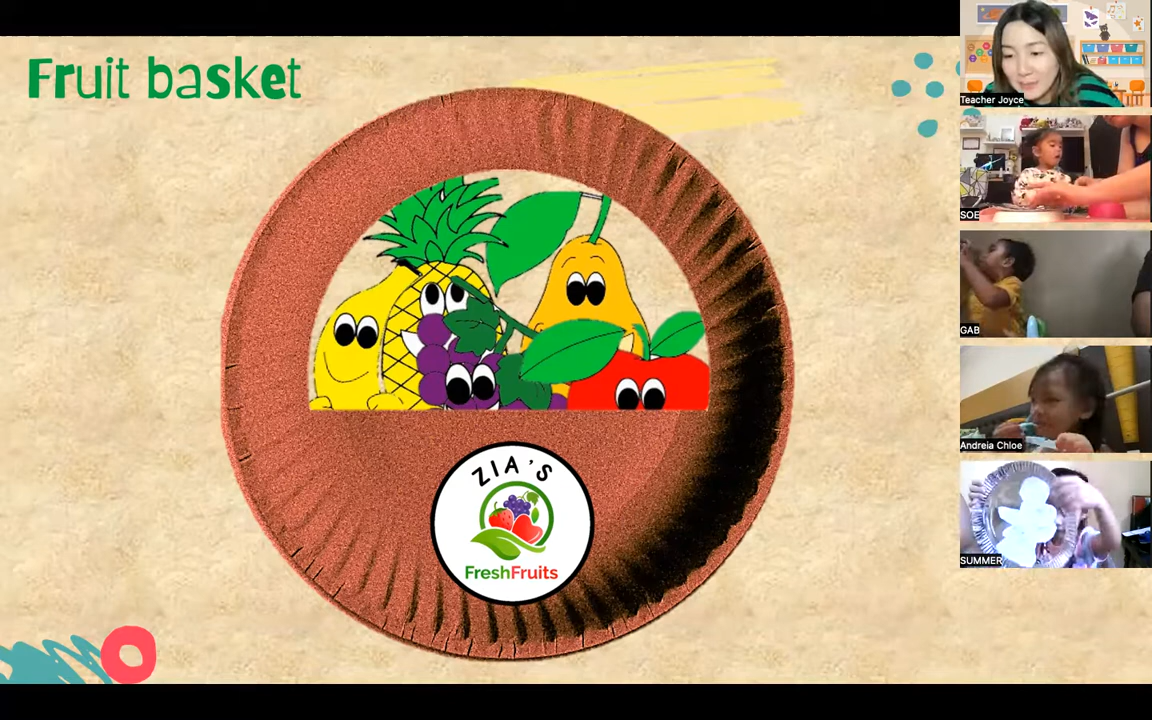 Fruit basket
ZIA'S
FreshFruits
Teacher Joyce
SOE
GAB
Andreia Chloe
SUMMER